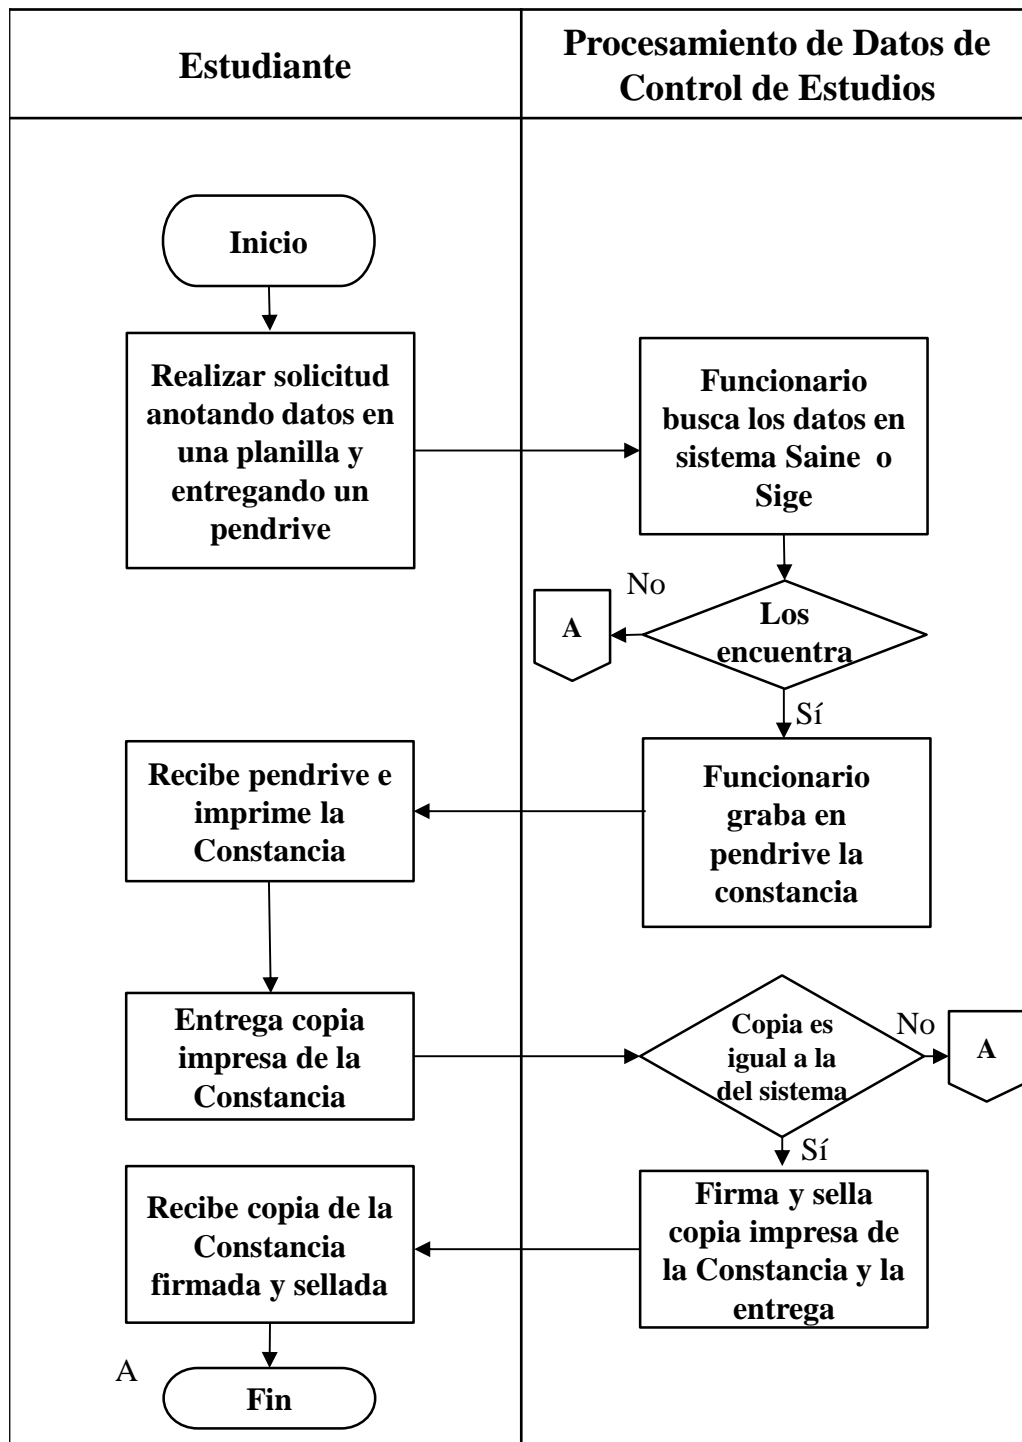 Estudiante
Procesamiento de Datos de
Control de Estudios
Inicio
Realizar solicitud
anotando datos en
una planilla y
entregando un
pendrive
Funcionario
busca los datos en
sistema Saine o
Sige
No
A
Los
encuentra
Sí
Recibe pendrive e
imprime la
Constancia
Funcionario
graba en
pendrive la
constancia
Entrega copia
impresa de la
Constancia
Copia es
igual a la
del sistema
No
A
Sí
Recibe copia de la
Constancia
firmada y sellada
Firma y sella
copia impresa de
la Constancia y la
entrega
A
Fin